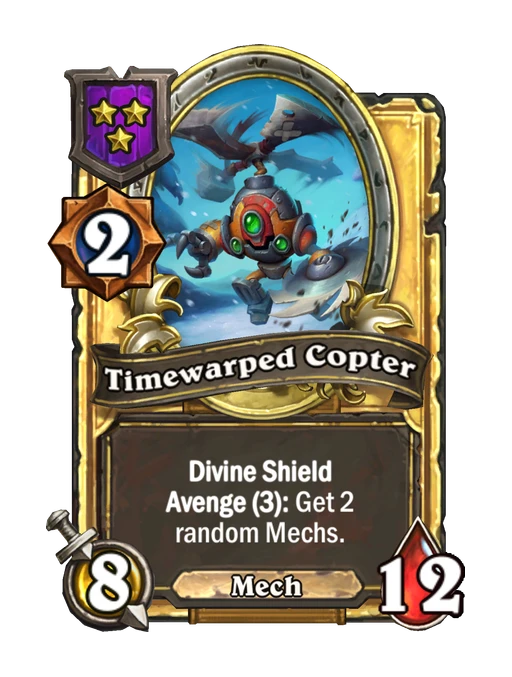 2
Timewarped Copter
Divine Shield
Avenge (3): Get 2
random Mechs.
8
Mech
12